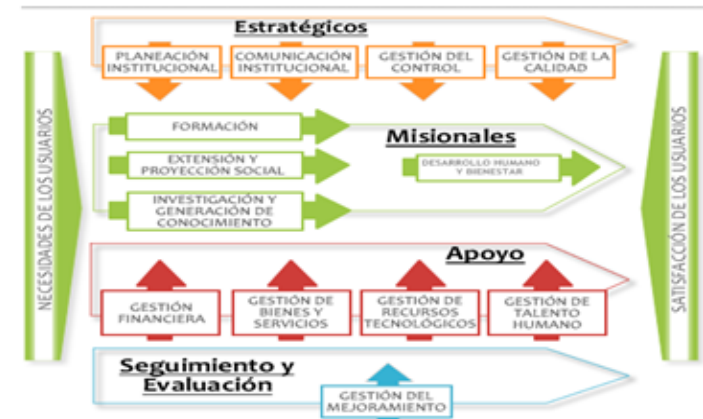 Estratégicos
PLANEACIÓN
INSTITUCIONAL
COMUNICACIÓN
INSTITUCIONAL
GESTIÓN DEL
CONTROL
GESTIÓN DE LA
CALIDAD
NECESIDADES DE LOS USUARIOS
FORMACIÓN
EXTENSIÓN Y
PROYECCIÓN SOCIAL
INVESTIGACIÓN Y
GENERACIÓN DE
CONOCIMIENTO
Misionales
DESARROLLO HUMANO
Y BIENESTAR
SATISFACCIÓN DE LOS USUARIOS
Apoyo
GESTIÓN
FINANCIERA
GESTIÓN DE
BIENES Y
SERVICIOS
GESTIÓN DE
RECURSOS
TECNOLÓGICOS
GESTIÓN DE
TALENTO
HUMANO
Seguimiento y
Evaluación
GESTIÓN DEL
MEJORAMIENTO